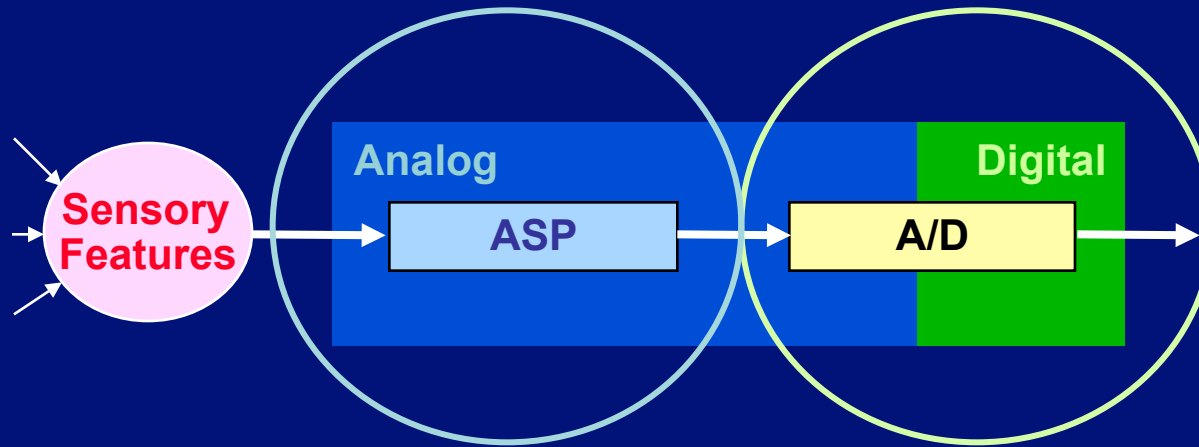 Analog
Digital
Sensory
Features
ASP
A/D